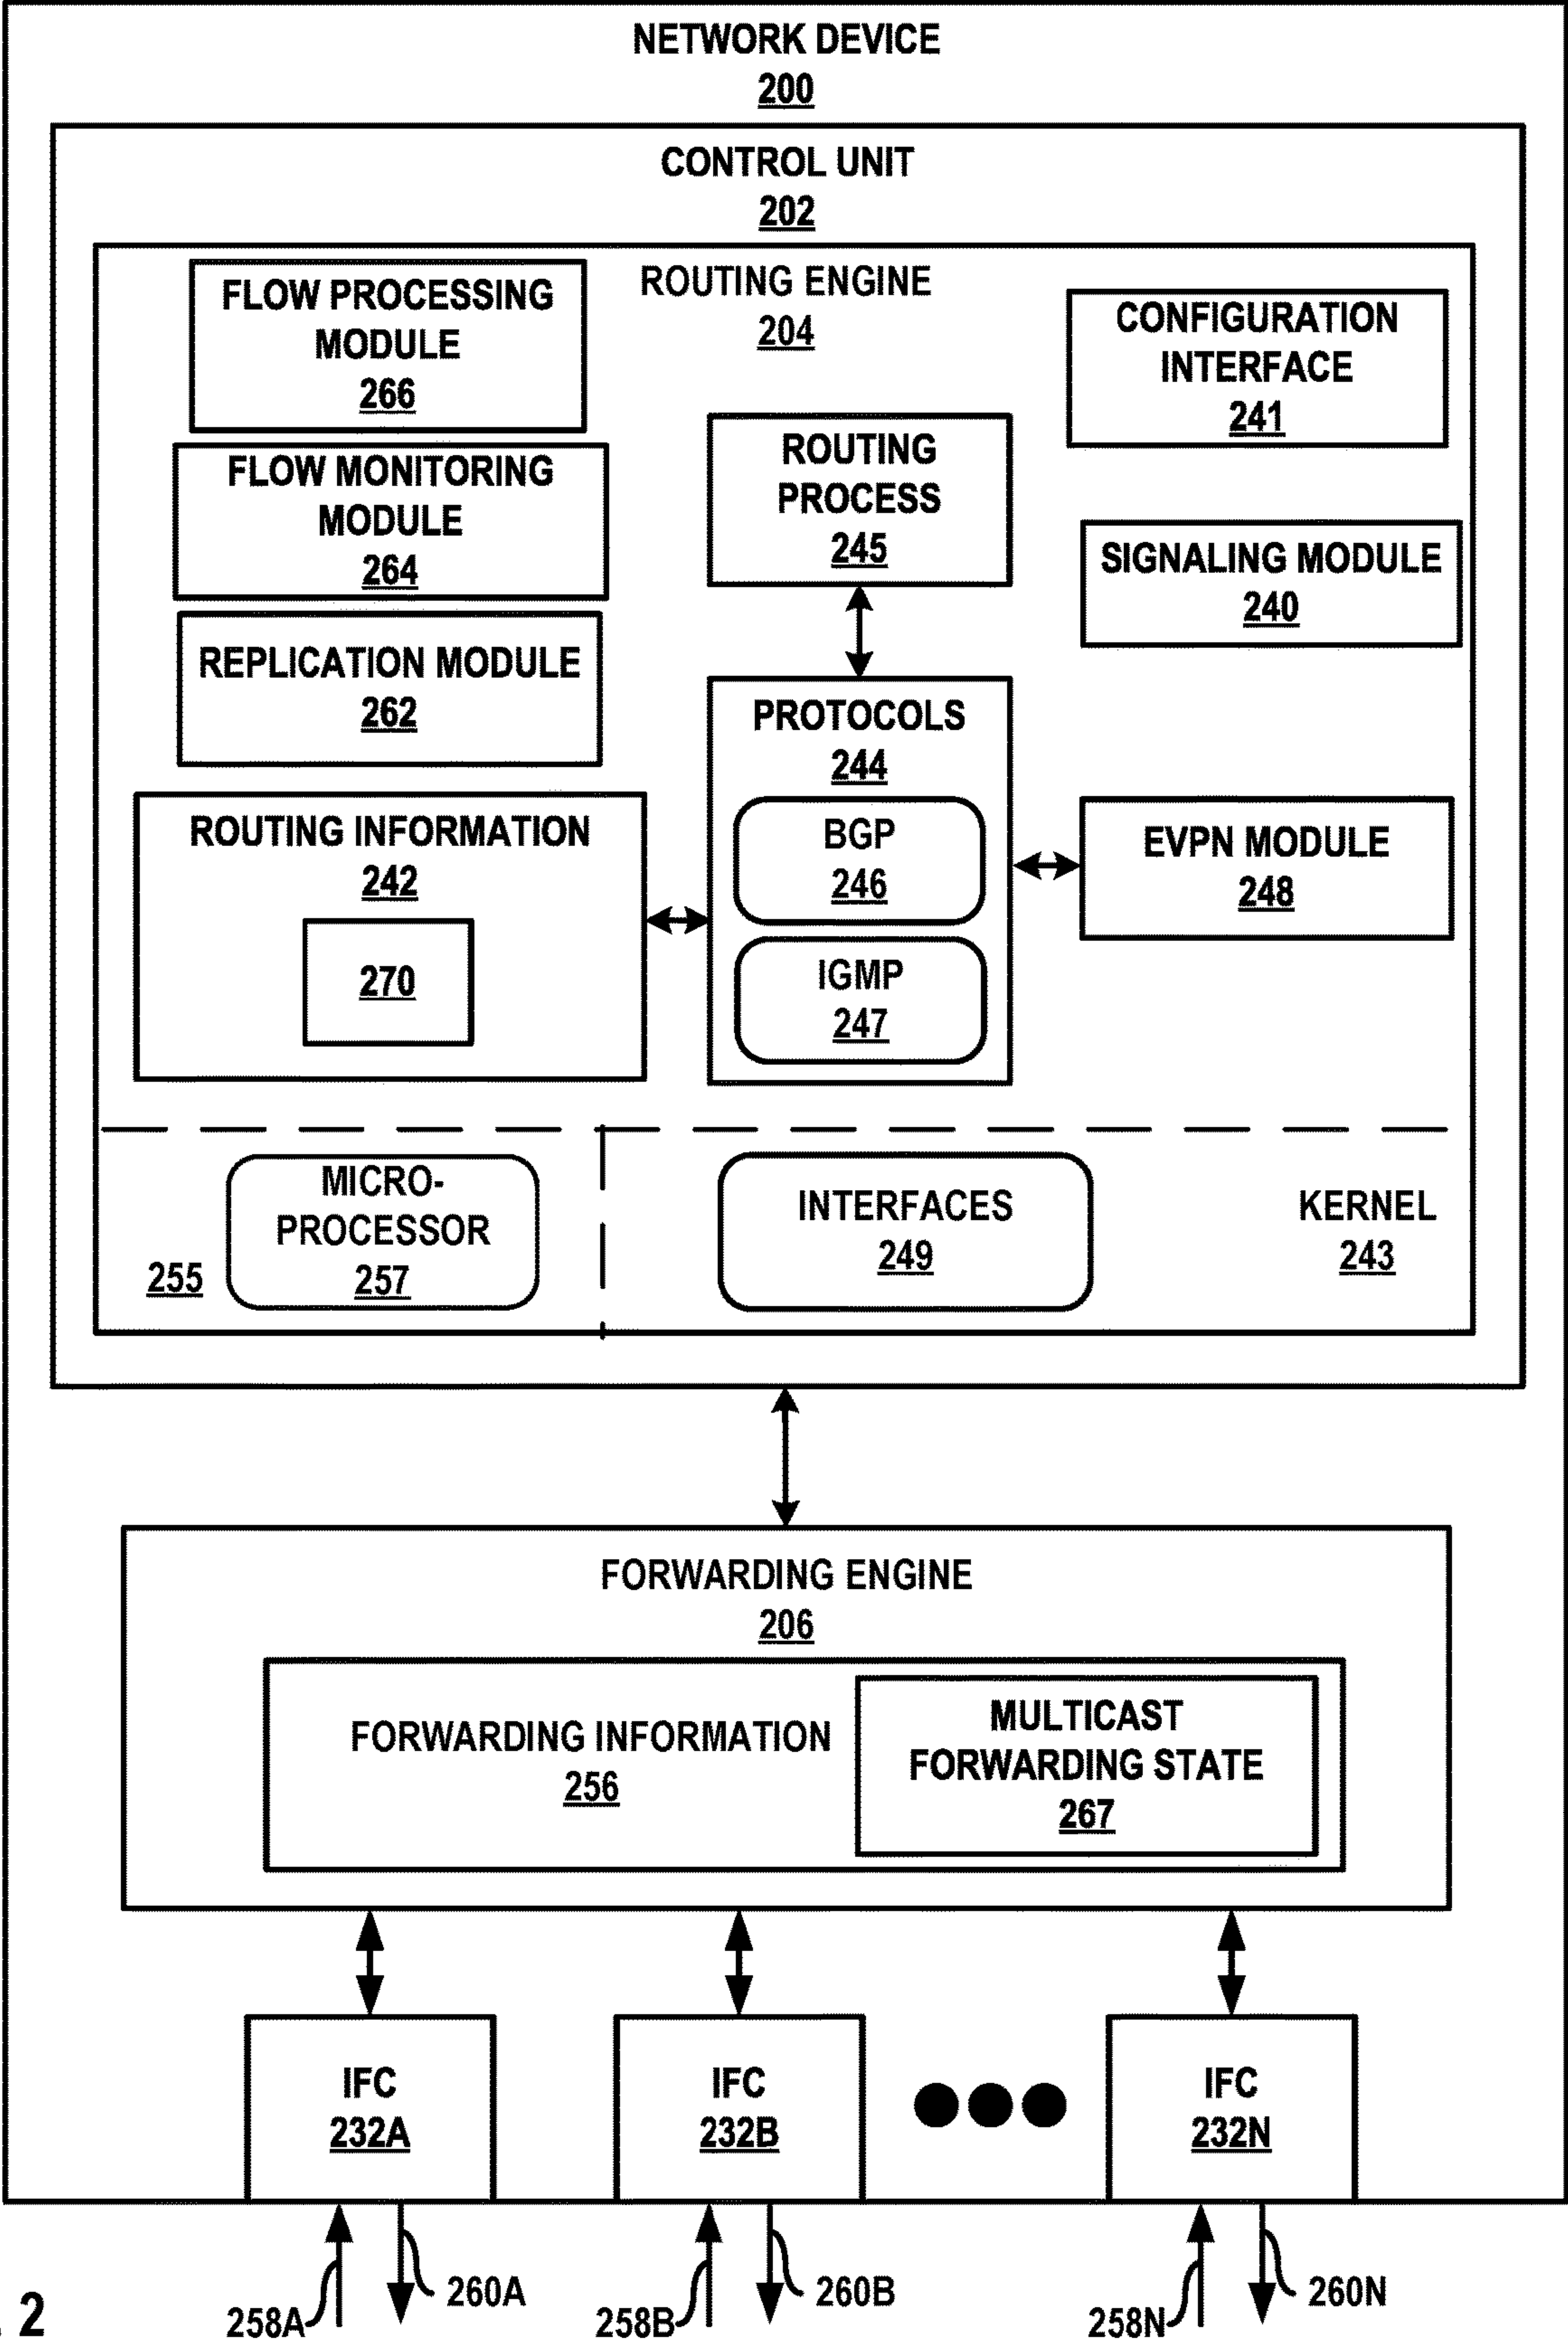 NETWORK DEVICE
200
CONTROL UNIT
202
ROUTING ENGINE
204
FLOW PROCESSING
MODULE
266
FLOW MONITORING
MODULE
264
REPLICATION MODULE
262
ROUTING INFORMATION
242
270
ROUTING
PROCESS
245
PROTOCOLS
244
BGP
246
IGMP
247
CONFIGURATION
INTERFACE
241
SIGNALING MODULE
240
EVPN MODULE
248
255
MICRO-
PROCESSOR
257
INTERFACES
249
KERNEL
243
FORWARDING ENGINE
206
FORWARDING INFORMATION
256
MULTICAST
FORWARDING STATE
267
IFC
232A
IFC
232B
IFC
232N
258A
260A
258B
260B
258N
260N
. 2